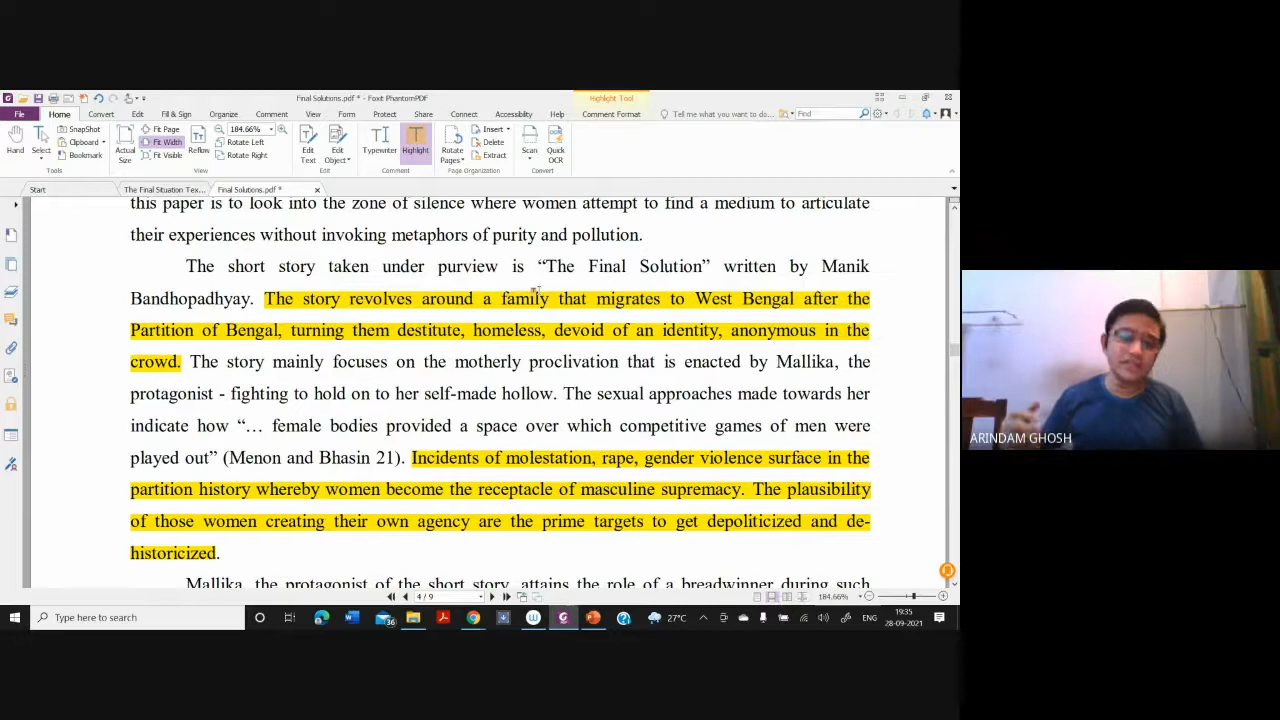 Final Solutions.pdf * - Foxit PhantomPDF
Highlight Tool
File Home Convert Edit Fill & Sign Organize Comment View Form Protect Share Connect Accessibility Help Comment Format Tell me what you want to do... Find
Hand
Select
SnapShot
Clipboard
Bookmark
Tools
Actual Size
Fit Page
Fit Width
Fit Visible
Reflow
184.66%
Rotate Left
Rotate Right
View
Edit Text
Edit Object
Edit
Typewriter
Highlight
Comment
Rotate Pages
Insert
Delete
Extract
Page Organization
Scan
Quick OCR
Convert
Start The Final Situation Tex... Final Solutions.pdf *
this paper is to look into the zone of silence where women attempt to find a medium to articulate
their experiences without invoking metaphors of purity and pollution.
The short story taken under purview is “The Final Solution” written by Manik
Bandhopadhyay. The story revolves around a family that migrates to West Bengal after the
Partition of Bengal, turning them destitute, homeless, devoid of an identity, anonymous in the
crowd. The story mainly focuses on the motherly proclivation that is enacted by Mallika, the
protagonist - fighting to hold on to her self-made hollow. The sexual approaches made towards her
indicate how “… female bodies provided a space over which competitive games of men were
played out” (Menon and Bhasin 21). Incidents of molestation, rape, gender violence surface in the
partition history whereby women become the receptacle of masculine supremacy. The plausibility
of those women creating their own agency are the prime targets to get depoliticized and de-
historicized.
Mallika, the protagonist of the short story, attains the role of a breadwinner during such
4 / 9
184.66%
Type here to search
36
27°C
ENG
19:35
28-09-2021
ARINDAM GHOSH